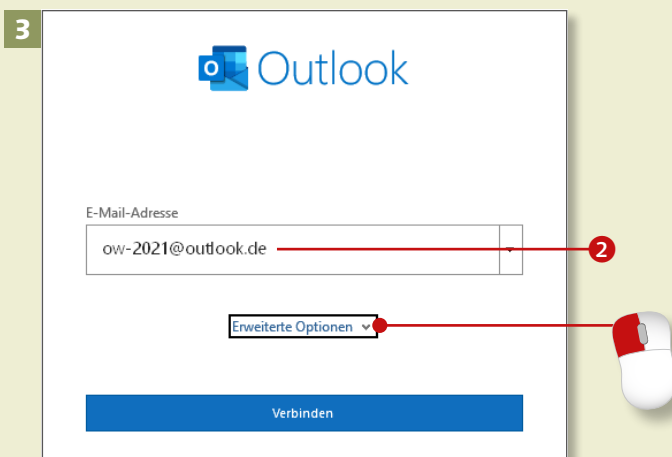 3
Outlook
E-Mail-Adresse
ow-2021@outlook.de
2
Erweiterte Optionen
Verbinden